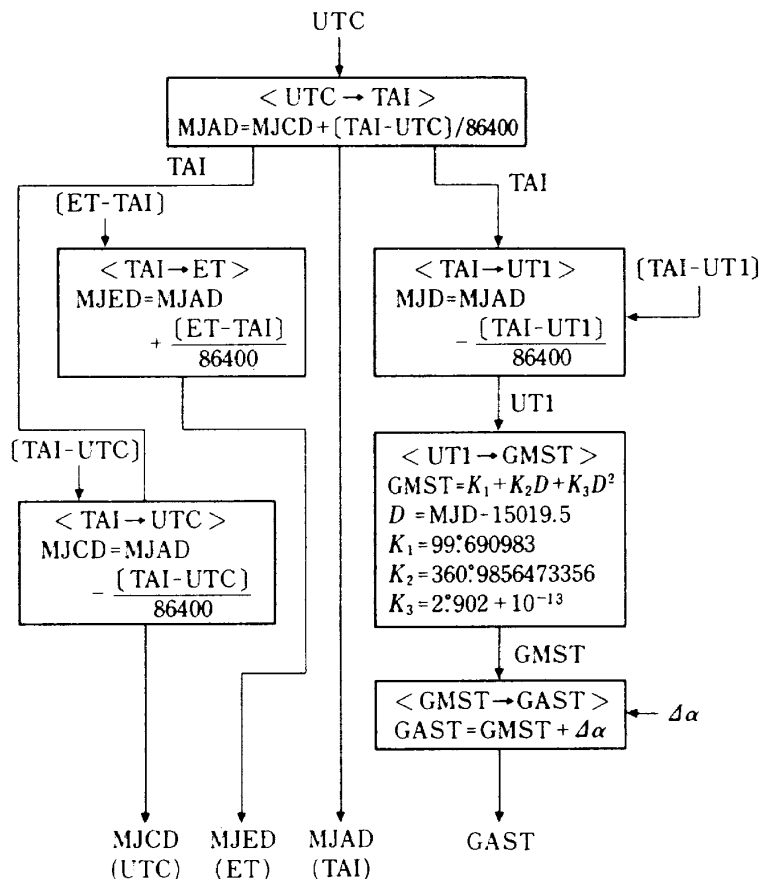 UTC
< UTC → TAI >
MJAD=MJCD+[TAI-UTC]/86400
TAI
TAI
[ET-TAI]
< TAI→ET >
MJED=MJAD
+ [ET-TAI]
86400
< TAI→UT1 >
MJD=MJAD
- [TAI-UT1]
86400
[TAI-UT1]
UT1
[TAI-UTC]
< TAI→UTC >
MJCD=MJAD
- [TAI-UTC]
86400
< UT1→GMST >
GMST=K₁+K₂D+K₃D²
D=MJD-15019.5
K₁=99°.690983
K₂=360°.9856473356
K₃=2°.902+10⁻¹³
GMST
< GMST→GAST >
GAST=GMST+Δα
Δα
MJCD
(UTC)
MJED
(ET)
MJAD
(TAI)
GAST